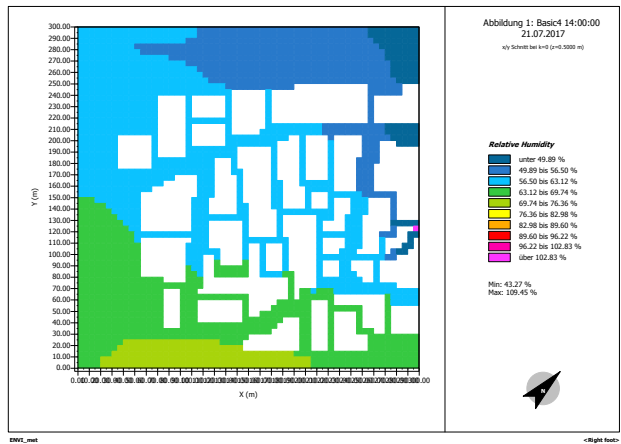 Abbildung 1: Basic4 14:00:00
21.07.2017
x/y Schnitt bei k=0 (z=0.5000 m)
300.00
290.00
280.00
270.00
260.00
250.00
240.00
230.00
220.00
210.00
200.00
190.00
180.00
170.00
160.00
150.00
140.00
130.00
120.00
110.00
100.00
90.00
80.00
70.00
60.00
50.00
40.00
30.00
20.00
10.00
0.00
Y (m)
X (m)
Relative Humidity
unter 49.89 %
49.89 bis 56.50 %
56.50 bis 63.12 %
63.12 bis 69.74 %
69.74 bis 76.36 %
76.36 bis 82.98 %
82.98 bis 89.60 %
89.60 bis 96.22 %
96.22 bis 102.83 %
über 102.83 %
Min: 43.27 %
Max: 109.45 %
N
ENVI_met
<Right foot>